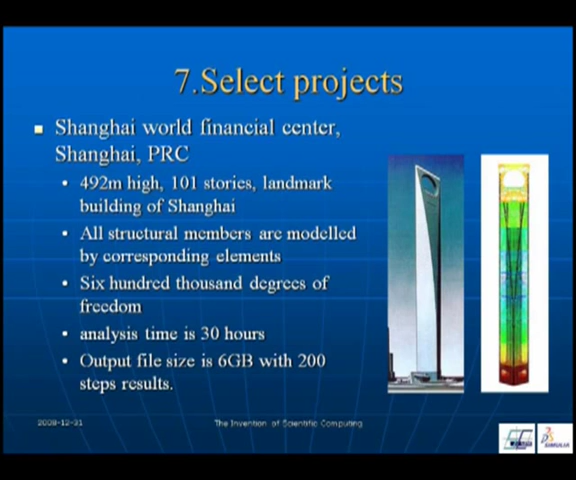 7.Select projects
Shanghai world financial center,
Shanghai, PRC
492m high, 101 stories, landmark
building of Shanghai
All structural members are modelled
by corresponding elements
Six hundred thousand degrees of
freedom
analysis time is 30 hours
Output file size is 6GB with 200
steps results.
2008-12-31
The Invention of Scientific Computing
SIMULIA